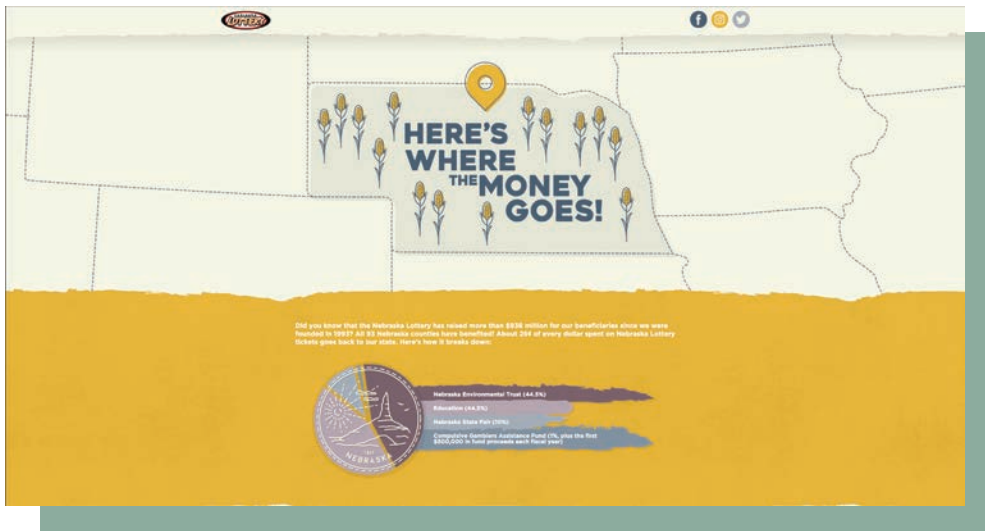 NEBRASKA
LOTTERY
HERE'S
WHERE
THE MONEY
GOES!
Did you know that the Nebraska Lottery has raised more than $836 million for our beneficiaries since we were
founded in 1993? All 93 Nebraska counties have benefited! About 25¢ of every dollar spent on Nebraska Lottery
tickets goes back to our state. Here's how it breaks down:
Nebraska Environmental Trust (44.5%)
Education (44.5%)
Nebraska State Fair (10%)
Compulsive Gamblers Assistance Fund (1%, plus the first
$500,000 in fund proceeds each fiscal year)
NEBRASKA